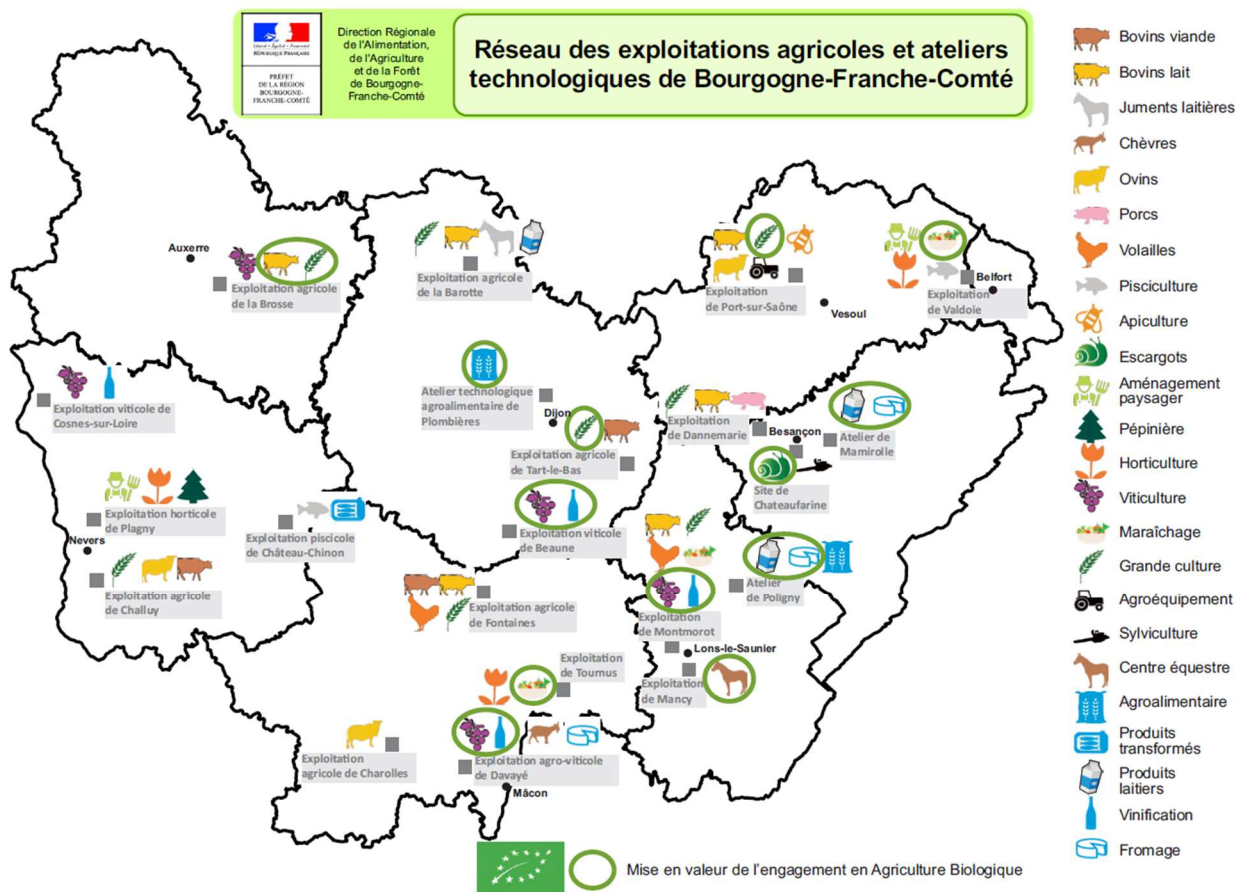 Liberté • Égalité • Fraternité
RÉPUBLIQUE FRANÇAISE
PRÉFET
DE LA RÉGION
BOURGOGNE-
FRANCHE-COMTÉ
Direction Régionale
de l'Alimentation,
de l'Agriculture
et de la Forêt
de Bourgogne-
Franche-Comté
Réseau des exploitations agricoles et ateliers
technologiques de Bourgogne-Franche-Comté
Auxerre
Exploitation agricole
de la Brosse
Exploitation agricole
de la Barotte
Exploitation
de Port-sur-Saône
Vesoul
Belfort
Exploitation
de Valdoie
Exploitation viticole de
Cosnes-sur-Loire
Atelier technologique
agroalimentaire de
Plombières
Dijon
Exploitation agricole
de Tart-le-Bas
Exploitation
de Dannemarie
Besançon
Atelier de
Mamirolle
Site de
Chateaufarine
Exploitation horticole
de Plagny
Nevers
Exploitation piscicole
de Château-Chinon
Exploitation viticole
de Beaune
Exploitation agricole
de Challuy
Exploitation agricole
de Fontaines
Atelier
de Poligny
Exploitation
de Montmorot
Lons-le-Saunier
Exploitation
de Mancy
Exploitation
de Tournus
Exploitation
agricole de Charolles
Exploitation agro-viticole
de Davayé
Mâcon
Bovins viande
Bovins lait
Juments laitières
Chèvres
Ovins
Porcs
Volailles
Pisciculture
Apiculture
Escargots
Aménagement
paysager
Pépinière
Horticulture
Viticulture
Maraîchage
Grande culture
Agroéquipement
Sylviculture
Centre équestre
Agroalimentaire
Produits
transformés
Produits
laitiers
Vinification
Fromage
Mise en valeur de l'engagement en Agriculture Biologique